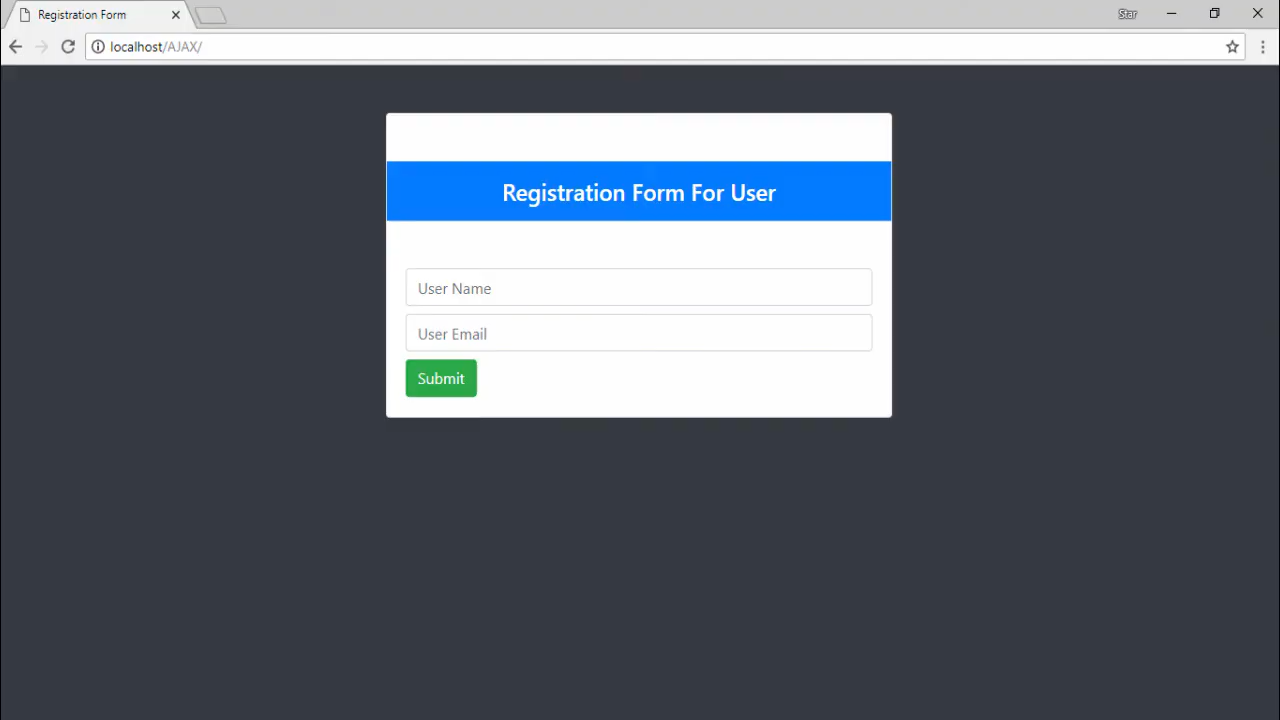 Registration Form
Star
localhost/AJAX/
Registration Form For User
User Name
User Email
Submit